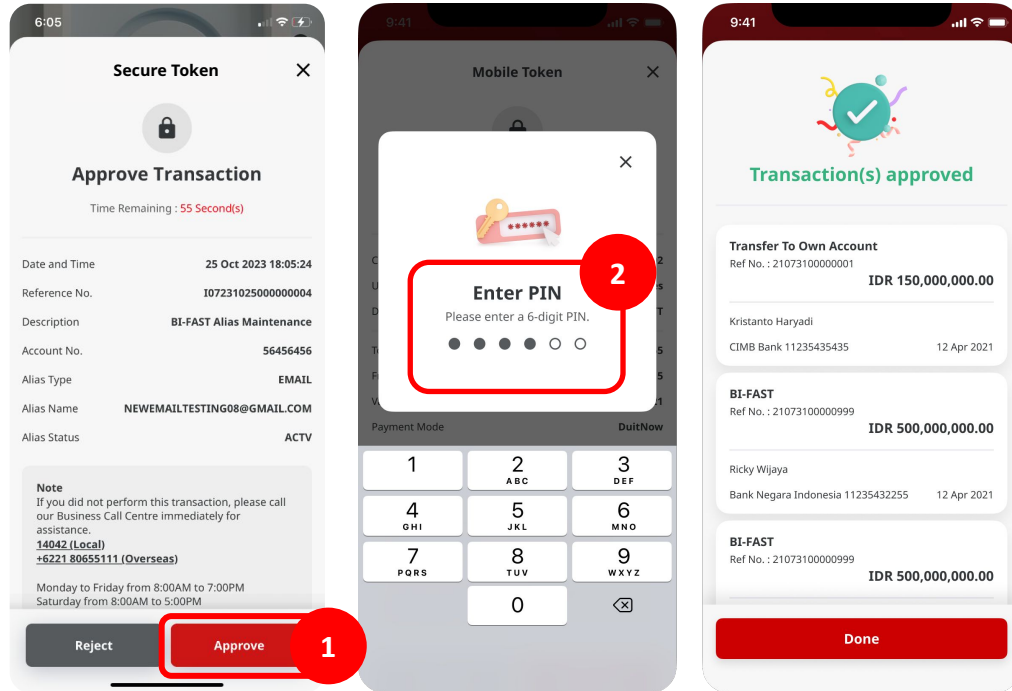 6:05
Secure Token
Approve Transaction
Time Remaining : 55 Second(s)
Date and Time 25 Oct 2023 18:05:24
Reference No. I07231025000000004
Description BI-FAST Alias Maintenance
Account No. 56456456
Alias Type EMAIL
Alias Name NEWEMAILTESTING08@GMAIL.COM
Alias Status ACTV
Note
If you did not perform this transaction, please call
our Business Call Centre immediately for
assistance.
14042 (Local)
+6221 80655111 (Overseas)
Monday to Friday from 8:00AM to 7:00PM
Saturday from 8:00AM to 5:00PM
Reject
Approve
1
9:41
Mobile Token
2
Enter PIN
Please enter a 6-digit PIN.
Payment Mode DuitNow
1
2 ABC
3 DEF
4 GHI
5 JKL
6 MNO
7 PQRS
8 TUV
9 WXYZ
0
9:41
Transaction(s) approved
Transfer To Own Account
Ref No. : 21073100000001
IDR 150,000,000.00
Kristanto Haryadi
CIMB Bank 11235435435 12 Apr 2021
BI-FAST
Ref No. : 21073100000999
IDR 500,000,000.00
Ricky Wijaya
Bank Negara Indonesia 11235432255 12 Apr 2021
BI-FAST
Ref No. : 21073100000999
IDR 500,000,000.00
Done